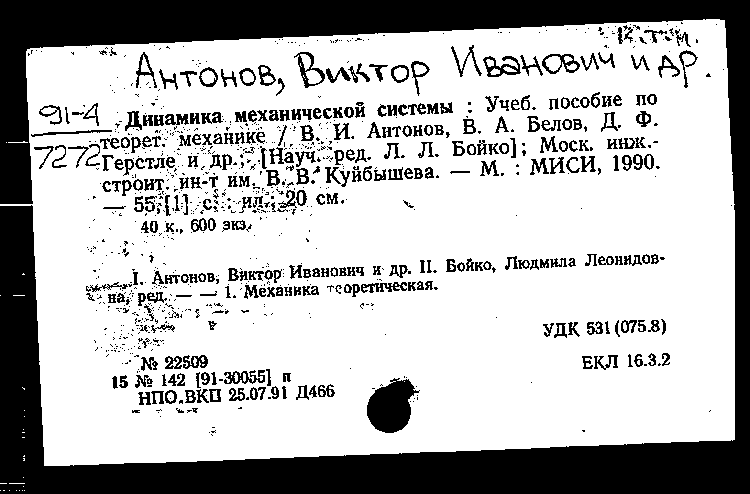 К.т.м.
Антонов, Виктор Иванович и др.
91-4
7272
Динамика механической системы : Учеб. пособие по
теорет. механике / В. И. Антонов, В. А. Белов, Д. Ф.
Герстле и др.; [Науч. ред. Л. Л. Бойко]; Моск. инж.-
строит. ин-т им. В. В. Куйбышева. — М. : МИСИ, 1990.
— 55,[1] с. : ил.; 20 см.
40 к., 600 экз.
I. Антонов, Виктор Иванович и др. II. Бойко, Людмила Леонидов-
на, ред. — — 1. Механика теоретическая.
УДК 531 (075.8)
ЕКЛ 16.3.2
№ 22509
15 № 142 [91-30055] п
НПО ВКП 25.07.91 Д466